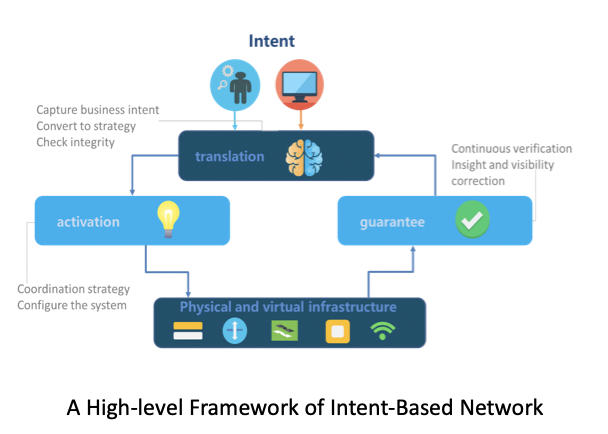 Intent
Capture business intent
Convert to strategy
Check integrity
translation
Continuous verification
Insight and visibility
correction
activation
guarantee
Coordination strategy
Configure the system
Physical and virtual infrastructure
A High-level Framework of Intent-Based Network